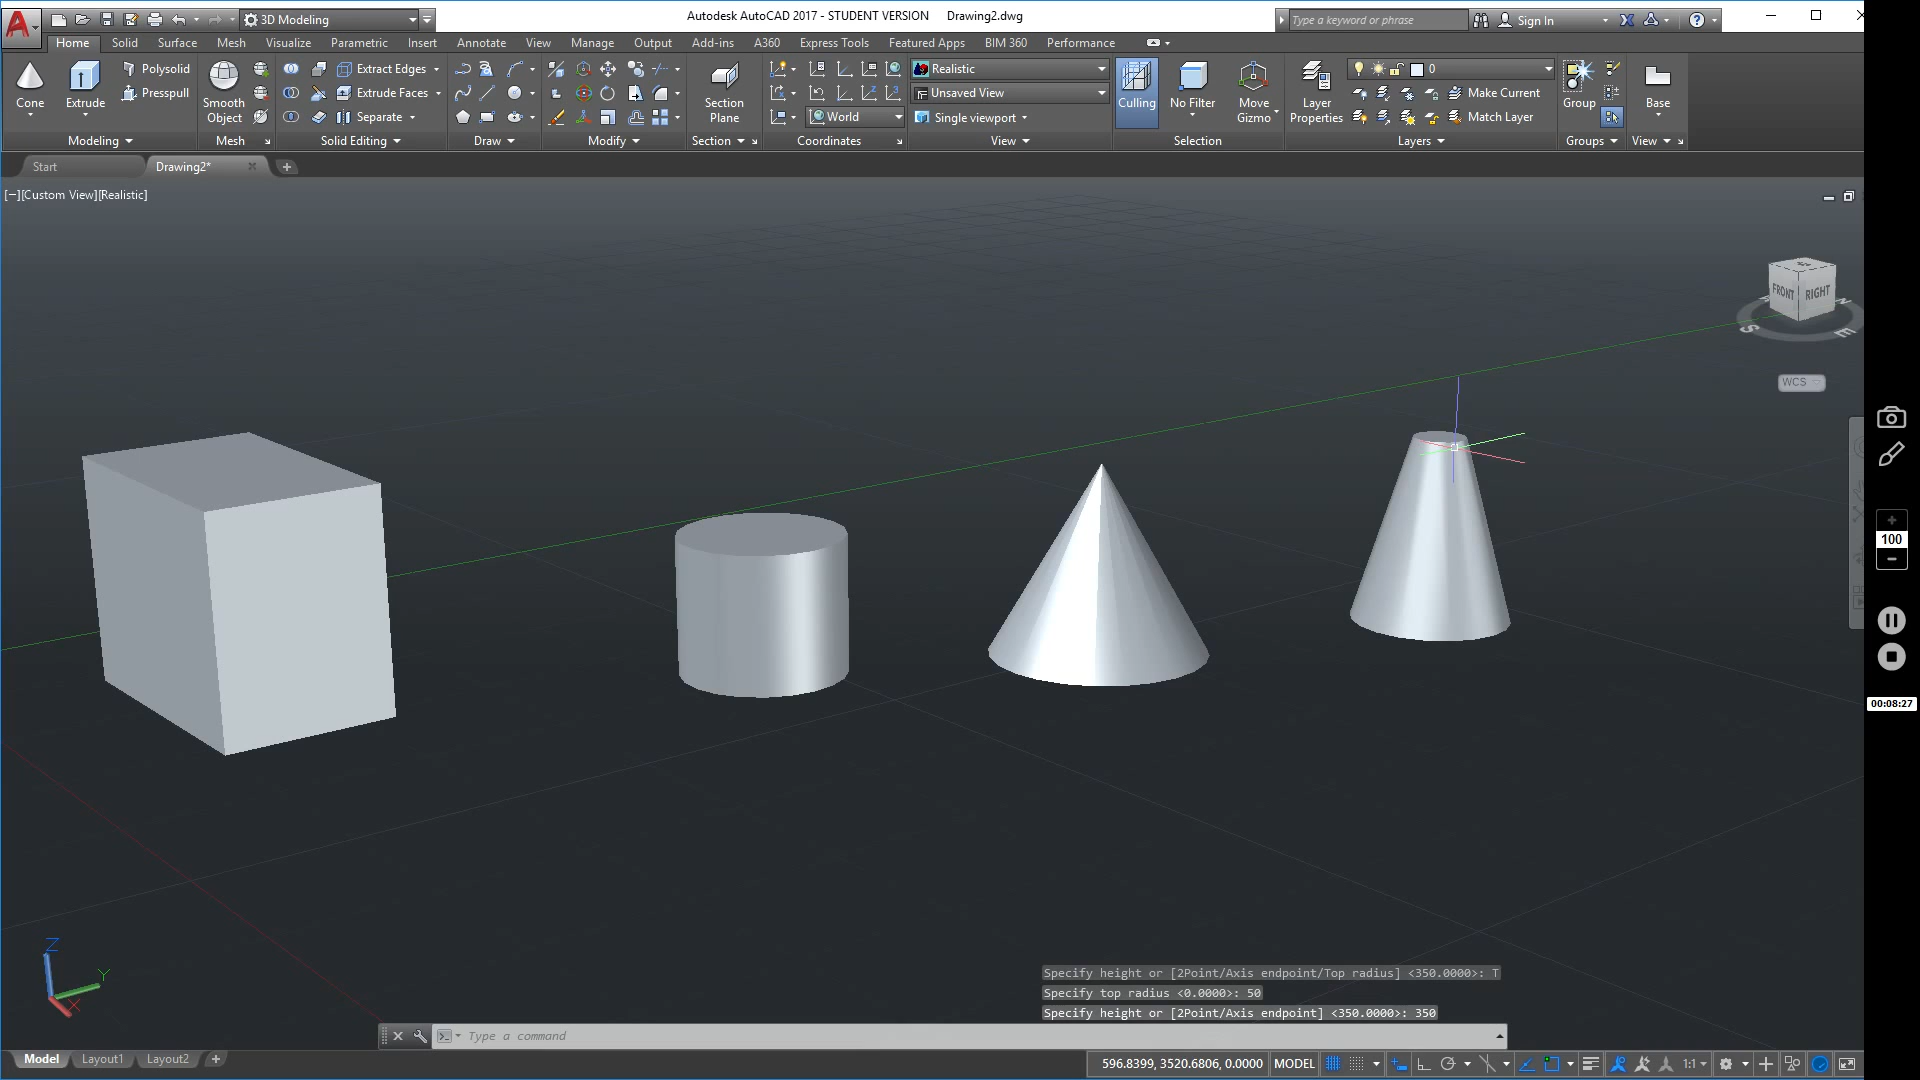 3D Modeling
Autodesk AutoCAD 2017 - STUDENT VERSION Drawing2.dwg
Type a keyword or phrase
Sign In
Home Solid Surface Mesh Visualize Parametric Insert Annotate View Manage Output Add-ins A360 Express Tools Featured Apps BIM 360 Performance
Cone
Extrude
Polysolid
Presspull
Modeling
Smooth Object
Mesh
Extract Edges
Extrude Faces
Separate
Solid Editing
Draw
Modify
Section Plane
Section
World
Coordinates
Realistic
Unsaved View
Single viewport
View
Culling
No Filter
Move Gizmo
Selection
Layer Properties
0
Make Current
Match Layer
Layers
Group
Groups
Base
View
Start
Drawing2*
[−][Custom View][Realistic]
FRONT RIGHT
N
S
E
WCS
100
00:08:27
Z
Y
X
Specify height or [2Point/Axis endpoint/Top radius] <350.0000>: T
Specify top radius <0.0000>: 50
Specify height or [2Point/Axis endpoint] <350.0000>: 350
Type a command
Model Layout1 Layout2 +
596.8399, 3520.6806, 0.0000 MODEL
1:1